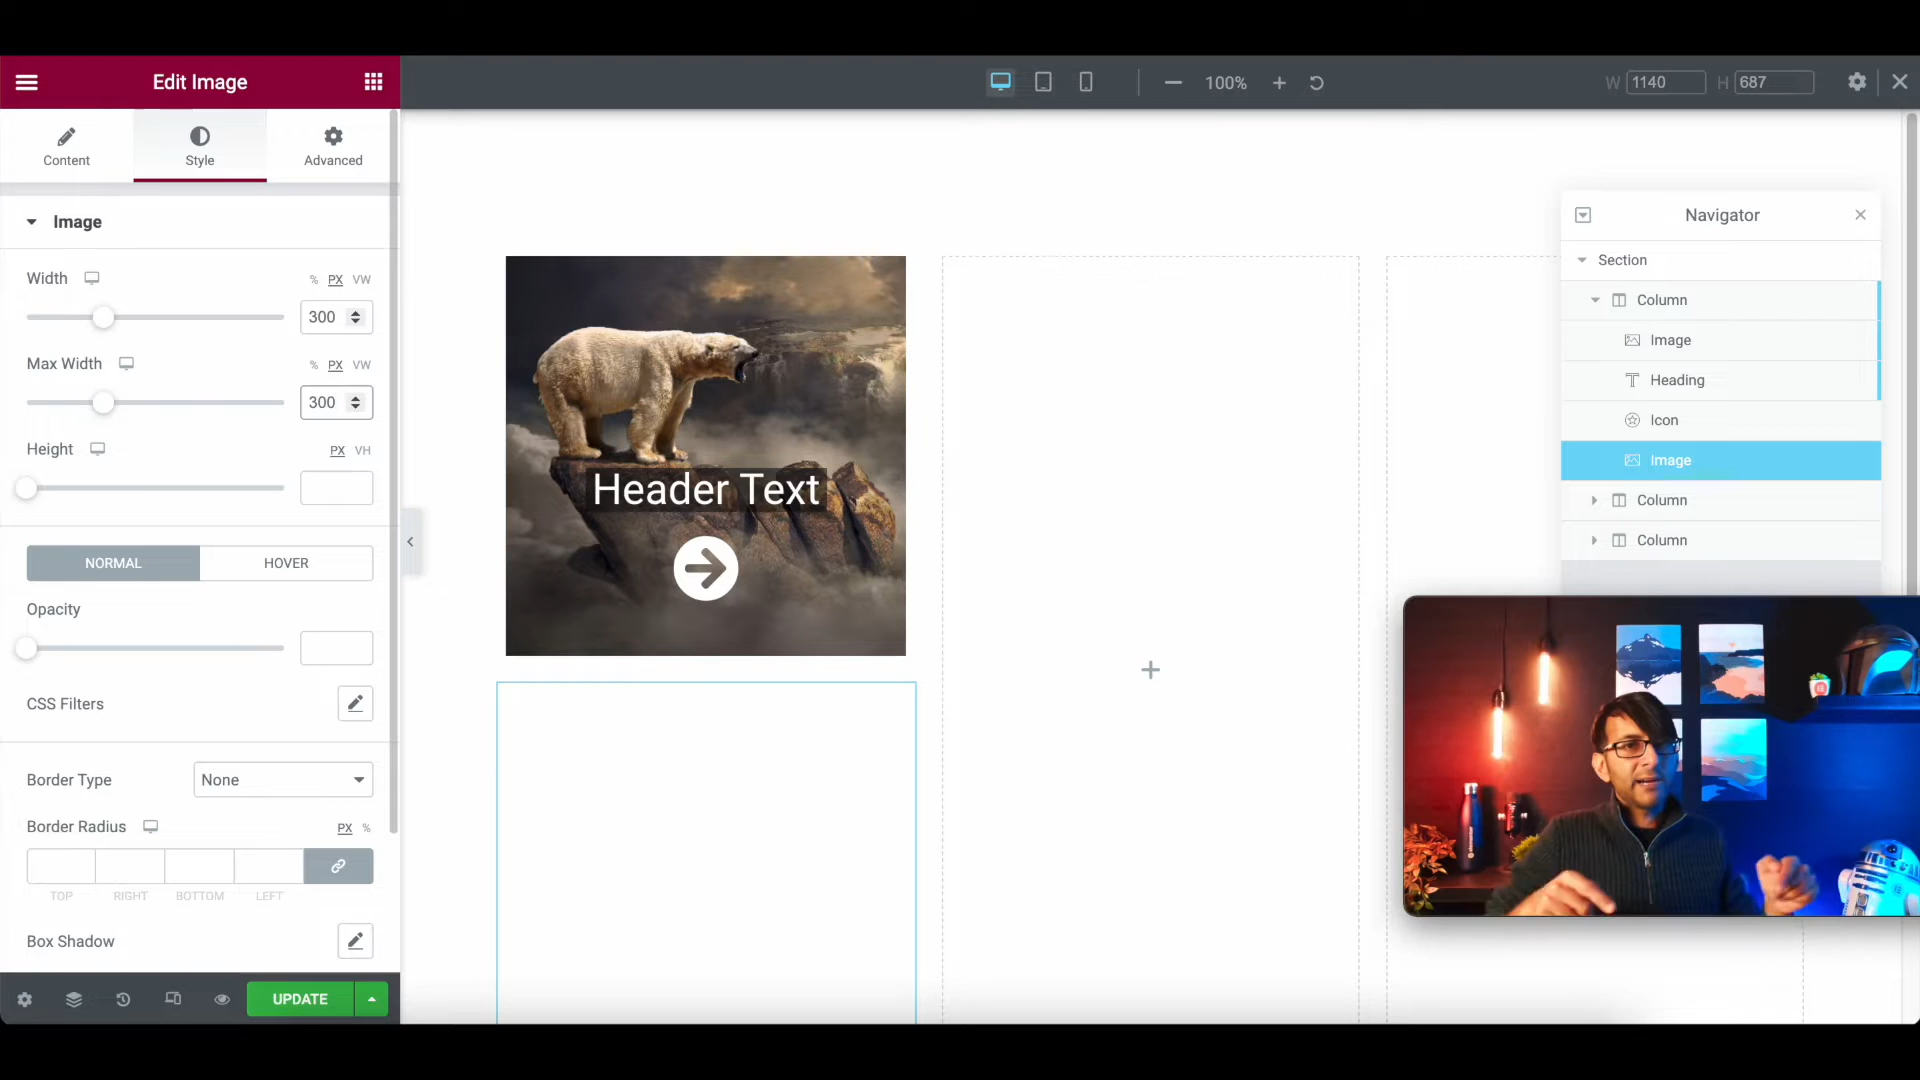 Edit Image
100%
W 1140 H 687
Content Style Advanced
Image
Width % PX VW
300
Max Width % PX VW
300
Height PX VH
NORMAL HOVER
Opacity
CSS Filters
Border Type None
Border Radius PX %
TOP RIGHT BOTTOM LEFT
Box Shadow
UPDATE
Header Text
Navigator
Section
Column
Image
Heading
Icon
Image
Column
Column